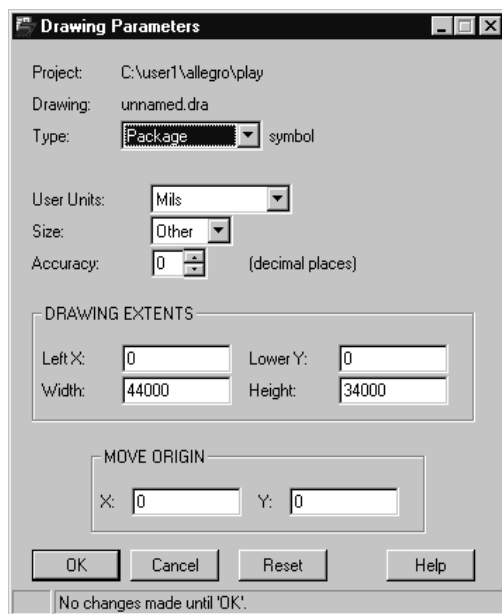 Drawing Parameters
Project: C:\user1\allegro\play
Drawing: unnamed.dra
Type: Package symbol
User Units: Mils
Size: Other
Accuracy: 0 (decimal places)
DRAWING EXTENTS
Left X: 0 Lower Y: 0
Width: 44000 Height: 34000
MOVE ORIGIN
X: 0 Y: 0
OK Cancel Reset Help
No changes made until 'OK'.